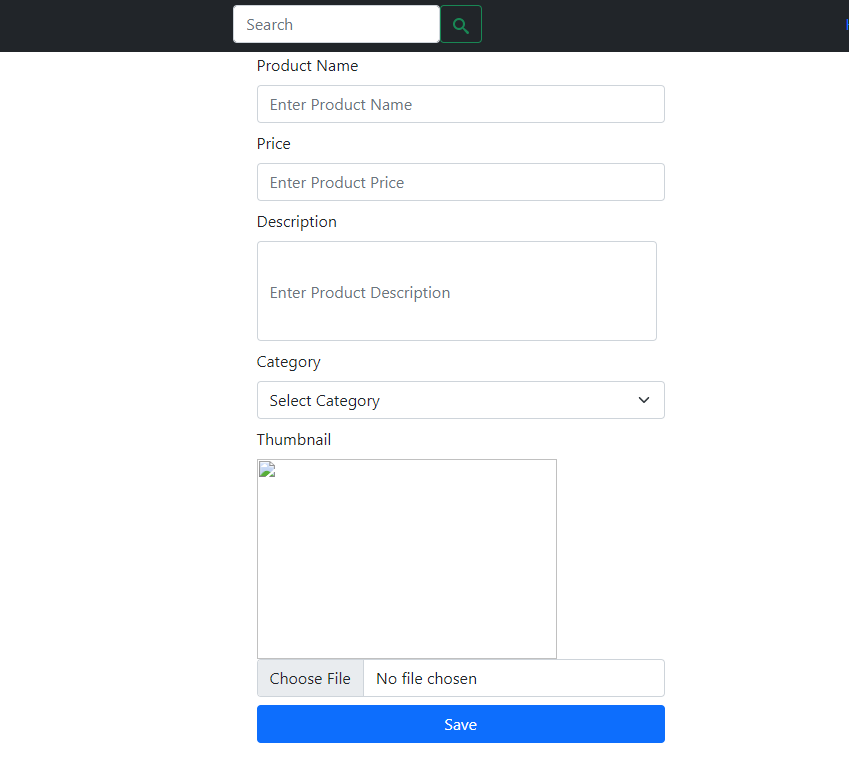 Search
Product Name
Enter Product Name
Price
Enter Product Price
Description
Enter Product Description
Category
Select Category
Thumbnail
Choose File No file chosen
Save